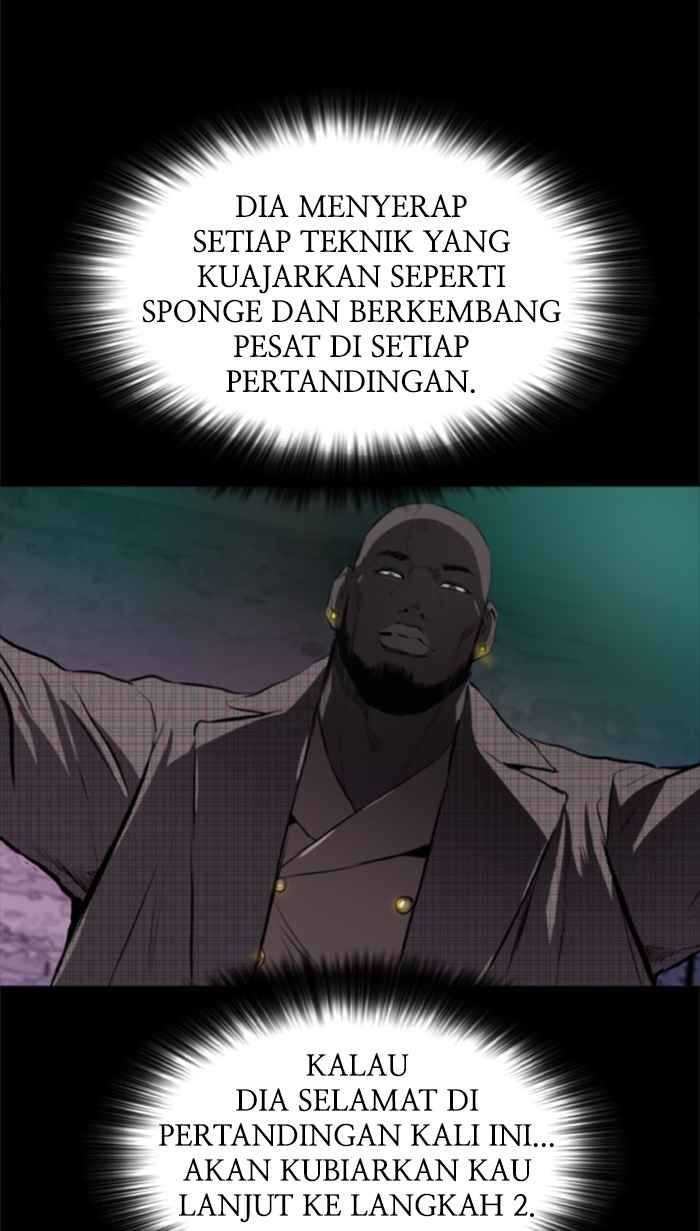 DIA MENYERAP
SETIAP TEKNIK YANG
KUAJARKAN SEPERTI
SPONGE DAN BERKEMBANG
PESAT DI SETIAP
PERTANDINGAN.
KALAU
DIA SELAMAT DI
PERTANDINGAN KALI INI...
AKAN KUBIARKAN KAU
LANJUT KE LANGKAH 2.